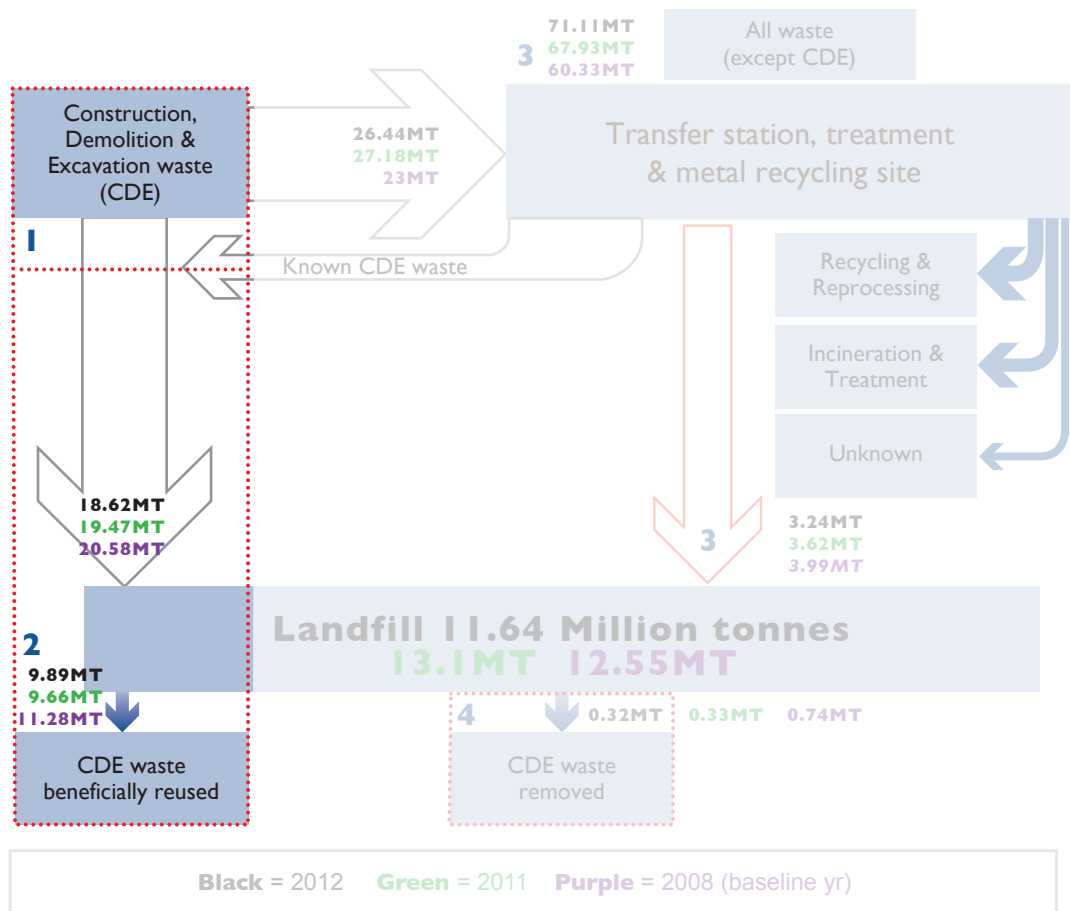 71.11MT
67.93MT
60.33MT
3
All waste
(except CDE)
Construction,
Demolition &
Excavation waste
(CDE)
26.44MT
27.18MT
23MT
Transfer station, treatment
& metal recycling site
1
Known CDE waste
Recycling &
Reprocessing
Incineration &
Treatment
Unknown
18.62MT
19.47MT
20.58MT
3
3.24MT
3.62MT
3.99MT
Landfill 11.64 Million tonnes
13.1MT 12.55MT
2
9.89MT
9.66MT
11.28MT
CDE waste
beneficially reused
4
0.32MT 0.33MT 0.74MT
CDE waste
removed
Black = 2012 Green = 2011 Purple = 2008 (baseline yr)